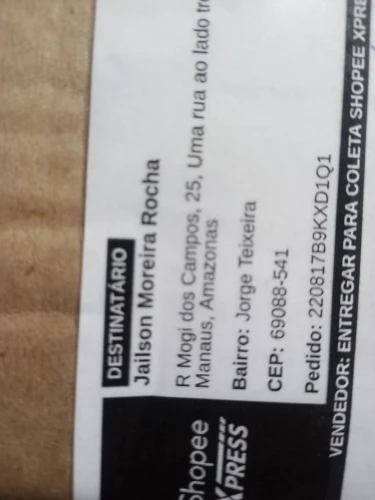 DESTINATÁRIO
Jailson Moreira Rocha
R Mogi dos Campos, 25, Uma rua ao lado
Manaus, Amazonas
Bairro: Jorge Teixeira
CEP: 69088-541
Pedido: 220817B9KXD1Q1
VENDEDOR: ENTREGAR PARA COLETA SHOPEE
Shopee
XPRESS